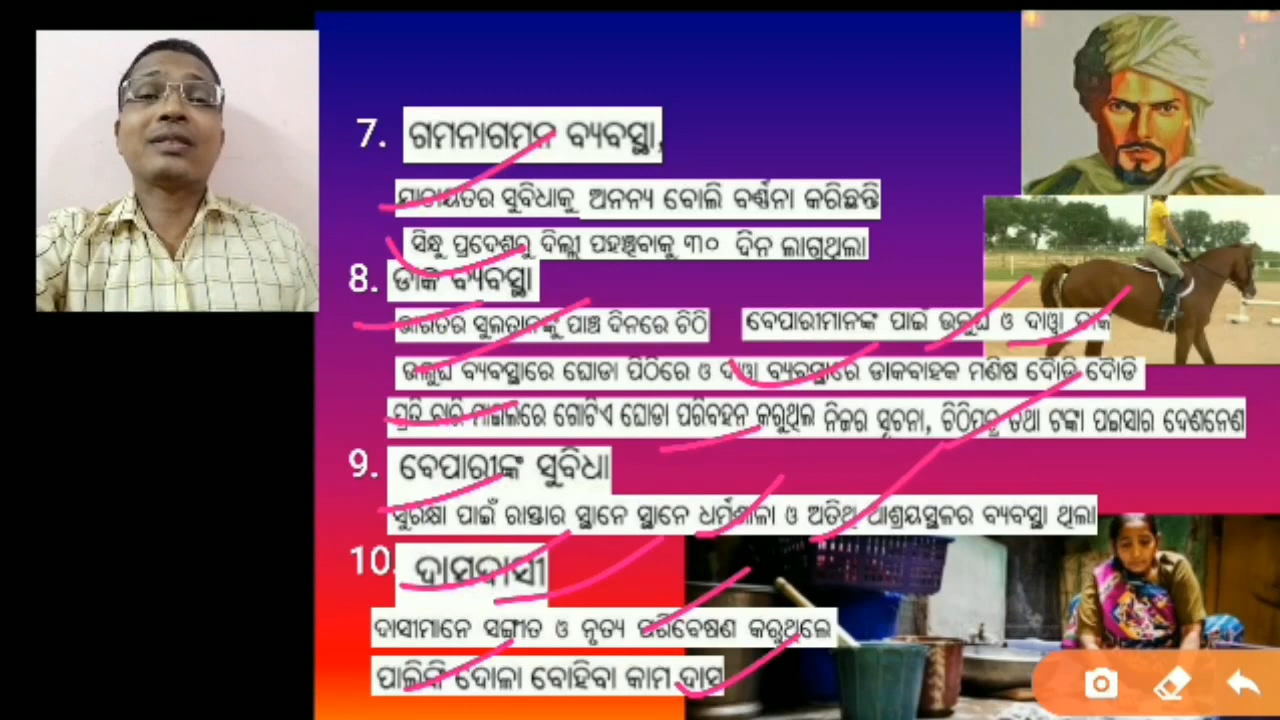 7. ଗମନାଗମନ ବ୍ୟବସ୍ଥା,
ଯାତାୟତର ସୁବିଧାକୁ ଅନନ୍ୟ ବୋଲି ବର୍ଣ୍ଣନା କରିଛନ୍ତି
ସିନ୍ଧୁ ପ୍ରଦେଶରୁ ଦିଲ୍ଲୀ ପହଞ୍ଚିବାକୁ ୩୦ ଦିନ ଲାଗୁଥିଲା
8. ଡାକ ବ୍ୟବସ୍ଥା
ଭାରତର ସୁଲତାନଙ୍କୁ ପାଞ୍ଚ ଦିନରେ ଚିଠି ବେପାରୀମାନଙ୍କ ପାଇଁ ଉଲୁଘ ଓ ଦାୱା ଡାକ
ଉଲୁଘ ବ୍ୟବସ୍ଥାରେ ଘୋଡା ପିଠିରେ ଓ ଦାୱା ବ୍ୟବସ୍ଥାରେ ଡାକବାହକ ମଣିଷ ଦୌଡି ଦୌଡି
ପ୍ରତି ଚାରି ମାଇଲରେ ଗୋଟିଏ ଘୋଡା ପରିବହନ କରୁଥିଲ ନିଜର ସୂଚନା, ଚିଠିପତ୍ର ତଥା ଟଙ୍କା ପଇସାର ଦେଣନେଣ
9. ବେପାରୀଙ୍କ ସୁବିଧା
ସୁରକ୍ଷା ପାଇଁ ରାସ୍ତାର ସ୍ଥାନେ ସ୍ଥାନେ ଧର୍ମଶାଳା ଓ ଅତିଥି ଆଶ୍ରୟସ୍ଥଳର ବ୍ୟବସ୍ଥା ଥିଲା
10. ଦାସଦାସୀ
ଦାସୀମାନେ ସଙ୍ଗୀତ ଓ ନୃତ୍ୟ ପରିବେଷଣ କରୁଥିଲେ
ପାଲିଙ୍କି ଦୋଳା ବୋହିବା କାମ ଦାସ